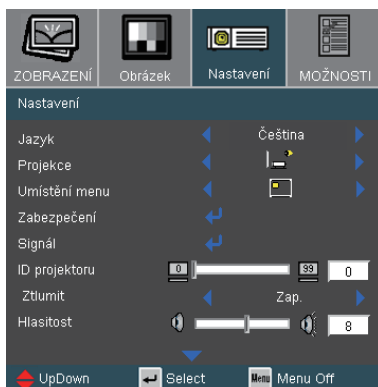 ZOBRAZENÍ Obrázek Nastavení MOŽNOSTI
Nastavení
Jazyk Čeština
Projekce
Umístění menu
Zabezpečení
Signál
ID projektoru 0 99 0
Ztlumit Zap.
Hlasitost 8
UpDown Select Menu Menu Off